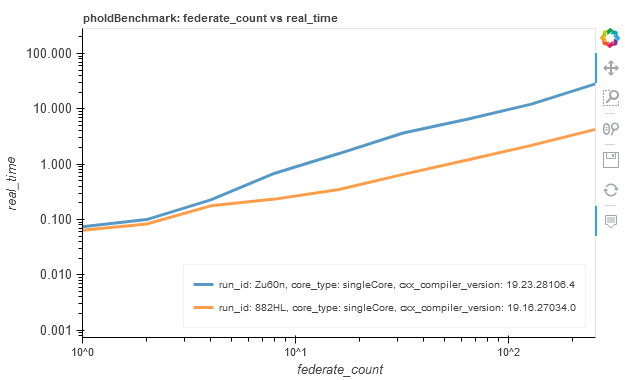 pholdBenchmark: federate_count vs real_time
100.000
10.000
1.000
0.100
0.010
0.001
real_time
run_id: Zu60n, core_type: singleCore, cxx_compiler_version: 19.23.28106.4
run_id: 882HL, core_type: singleCore, cxx_compiler_version: 19.16.27034.0
10^0
10^1
10^2
federate_count